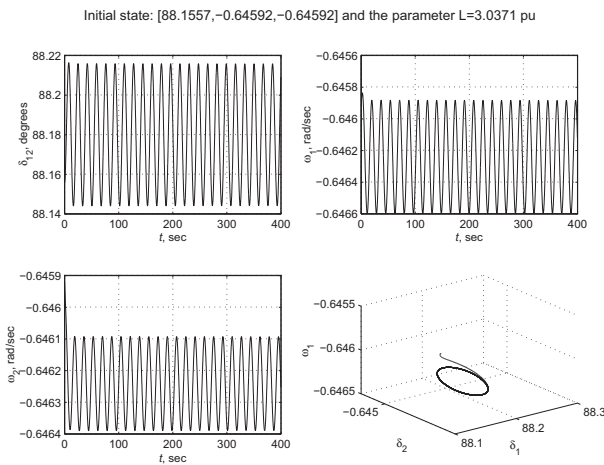 Initial state: [88.1557,−0.64592,−0.64592] and the parameter L=3.0371 pu
88.22
88.2
88.18
88.16
88.14
δ12, degrees
0 100 200 300 400
t, sec
−0.6456
−0.6458
−0.646
−0.6462
−0.6464
−0.6466
ω1, rad/sec
0 100 200 300 400
t, sec
−0.6459
−0.646
−0.6461
−0.6462
−0.6463
−0.6464
ω2, rad/sec
0 100 200 300 400
t, sec
−0.6455
−0.646
−0.6465
ω1
−0.645
δ2
88.1
88.2
88.3
δ1